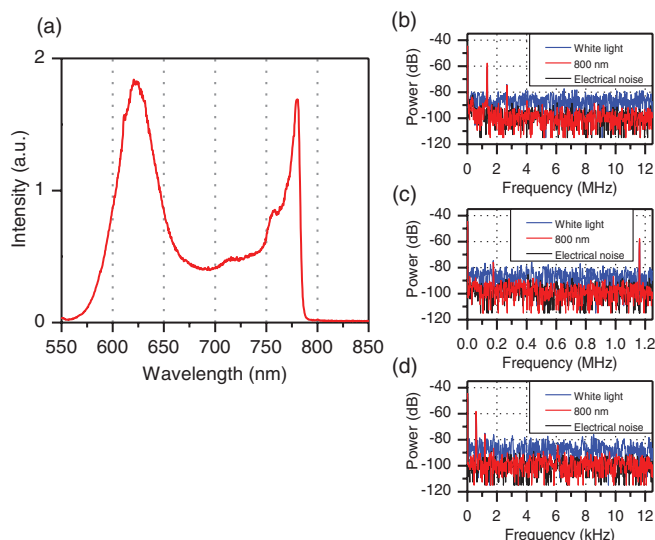 (a)
2
1
0
Intensity (a.u.)
550 600 650 700 750 800 850
Wavelength (nm)
(b)
-40
-60
-80
-100
-120
Power (dB)
White light
800 nm
Electrical noise
0 2 4 6 8 10 12
Frequency (MHz)
(c)
-40
-60
-80
-100
-120
Power (dB)
White light
800 nm
Electrical noise
0.0 0.2 0.4 0.6 0.8 1.0 1.2
Frequency (MHz)
(d)
-40
-60
-80
-100
-120
Power (dB)
White light
800 nm
Electrical noise
0 2 4 6 8 10 12
Frequency (kHz)